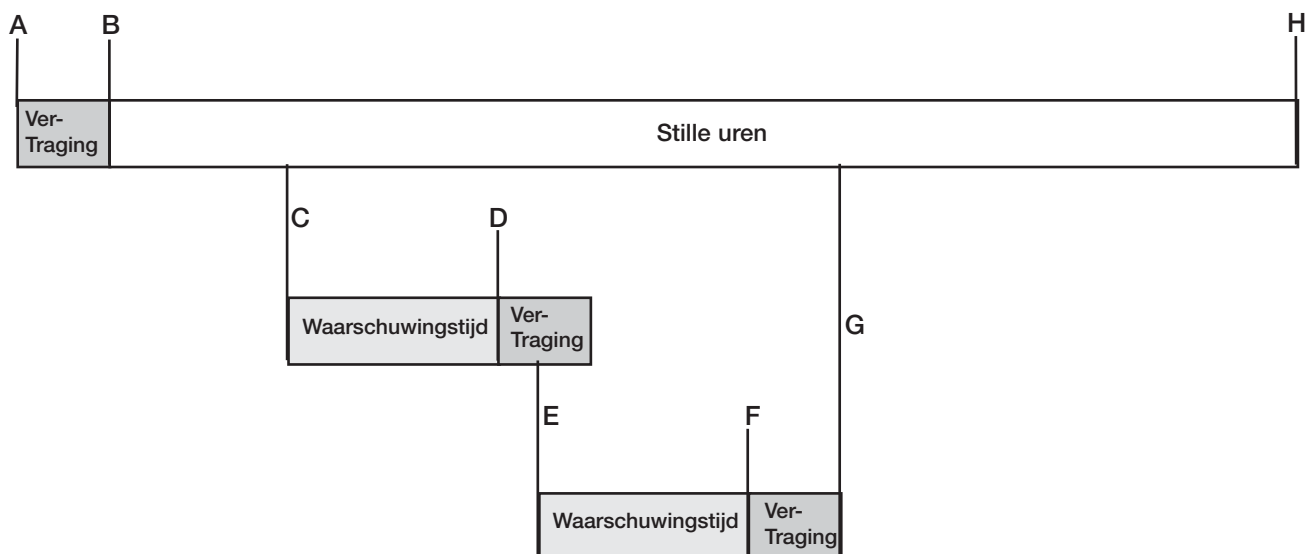 A
B
H
Ver-
Traging
Stille uren
C
D
Waarschuwingstijd
Ver-
Traging
G
E
F
Waarschuwingstijd
Ver-
Traging